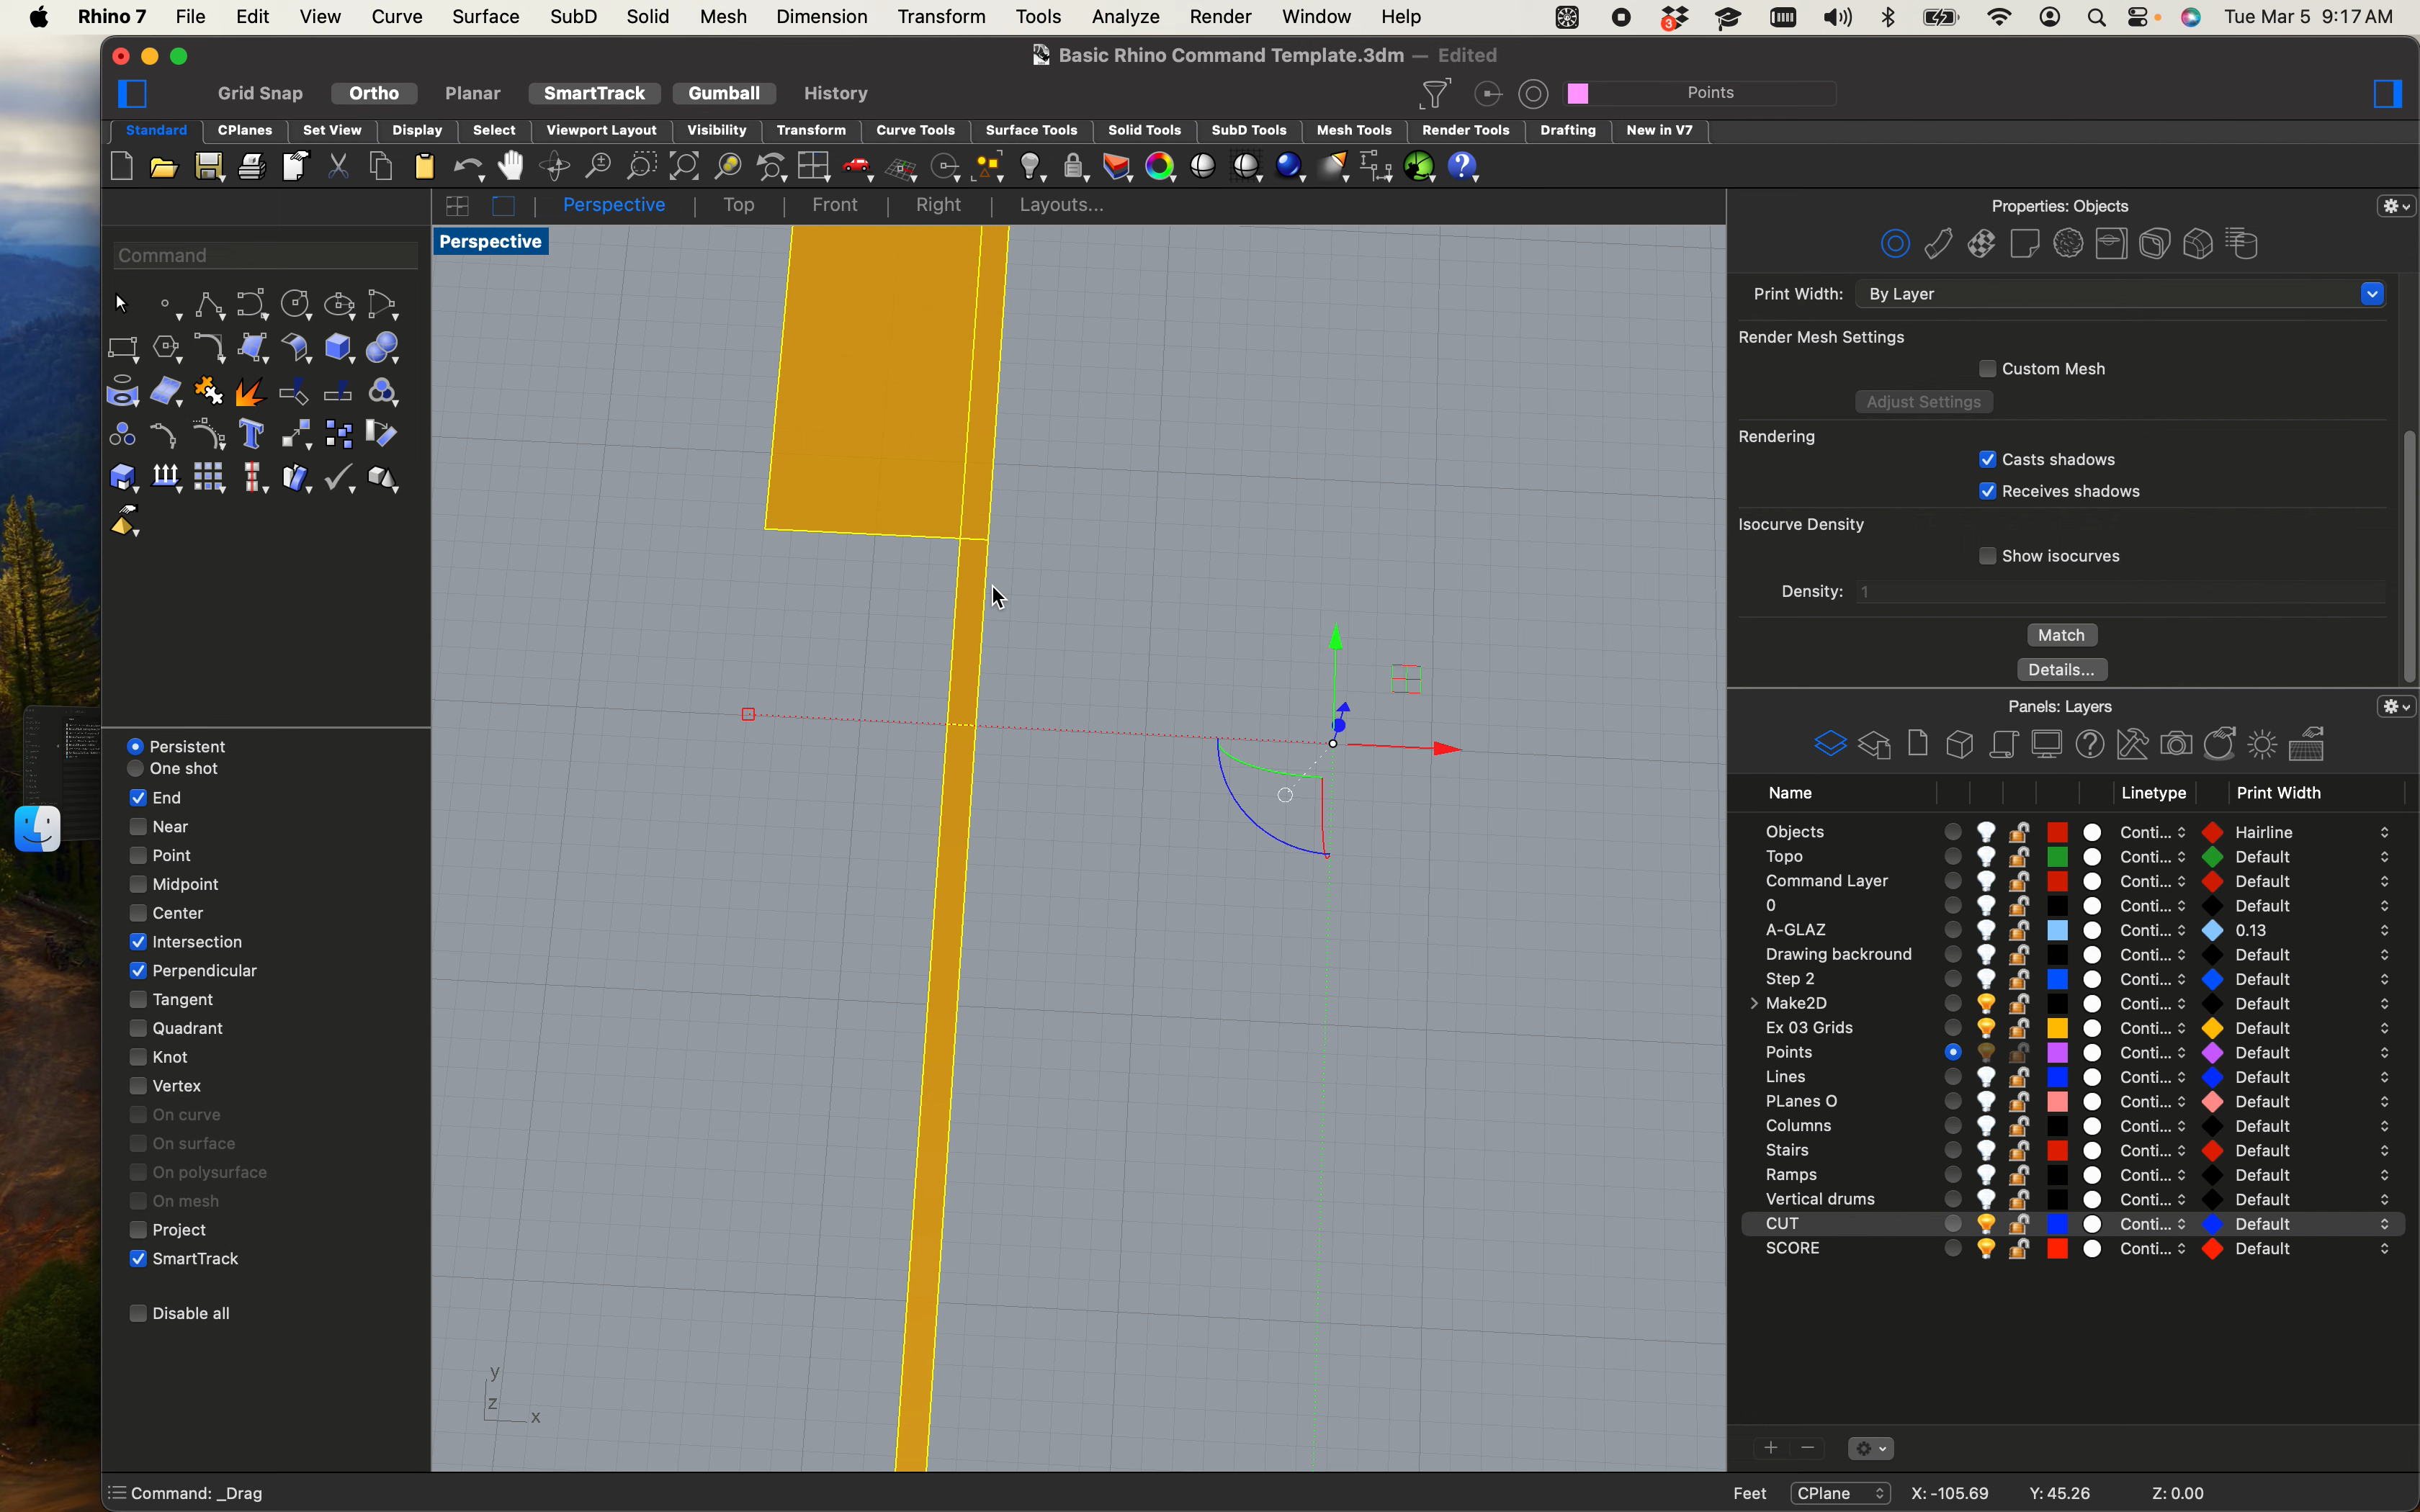 Rhino 7 File Edit View Curve Surface SubD Solid Mesh Dimension Transform Tools Analyze Render Window Help 3 Tue Mar 5 9:17 AM
Basic Rhino Command Template.3dm — Edited
Grid Snap Ortho Planar SmartTrack Gumball History Points
Standard CPlanes Set View Display Select Viewport Layout Visibility Transform Curve Tools Surface Tools Solid Tools SubD Tools Mesh Tools Render Tools Drafting New in V7
Perspective | Top | Front | Right | Layouts...
Perspective
Command
Persistent
One shot
End
Near
Point
Midpoint
Center
Intersection
Perpendicular
Tangent
Quadrant
Knot
Vertex
On curve
On surface
On polysurface
On mesh
Project
SmartTrack
Disable all
y
z
x
Properties: Objects
Print Width: By Layer
Render Mesh Settings
Custom Mesh
Adjust Settings
Rendering
Casts shadows
Receives shadows
Isocurve Density
Show isocurves
Density: 1
Match
Details...
Panels: Layers
Name Linetype Print Width
Objects Conti... Hairline
Topo Conti... Default
Command Layer Conti... Default
0 Conti... Default
A-GLAZ Conti... 0.13
Drawing backround Conti... Default
Step 2 Conti... Default
Make2D Conti... Default
Ex 03 Grids Conti... Default
Points Conti... Default
Lines Conti... Default
PLanes O Conti... Default
Columns Conti... Default
Stairs Conti... Default
Ramps Conti... Default
Vertical drums Conti... Default
CUT Conti... Default
SCORE Conti... Default
Command: _Drag
Feet CPlane X: -105.69 Y: 45.26 Z: 0.00